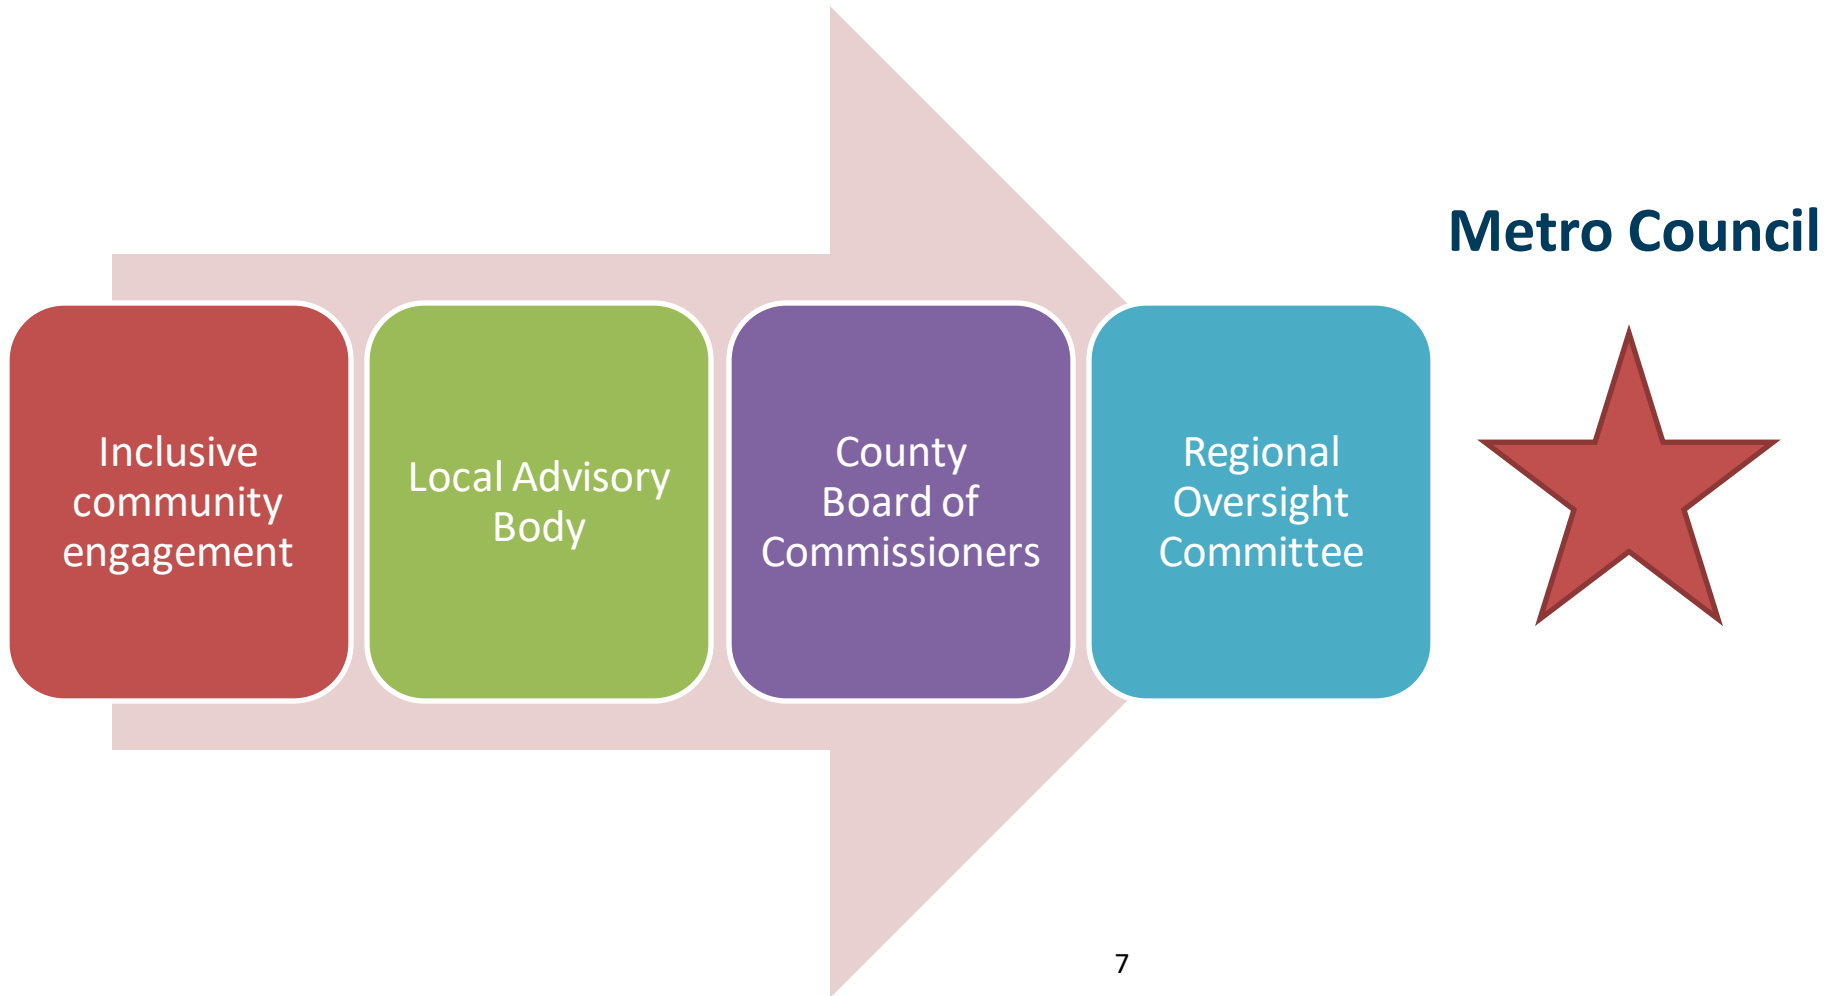 Metro Council
Inclusive
community
engagement
Local Advisory
Body
County
Board of
Commissioners
Regional
Oversight
Committee
7